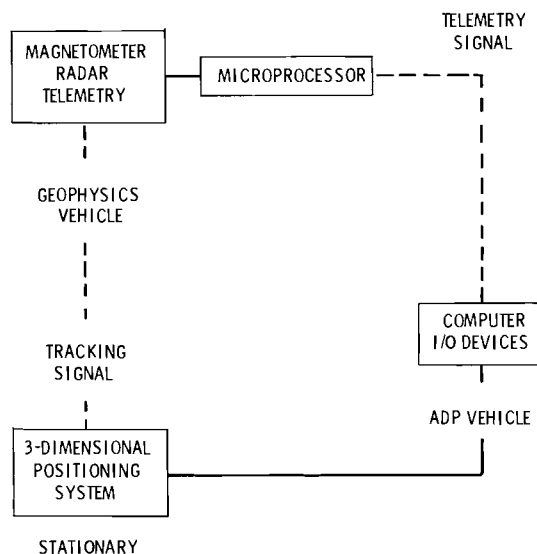 TELEMETRY
SIGNAL
MAGNETOMETER
RADAR
TELEMETRY
MICROPROCESSOR
GEOPHYSICS
VEHICLE
COMPUTER
I/O DEVICES
TRACKING
SIGNAL
ADP VEHICLE
3-DIMENSIONAL
POSITIONING
SYSTEM
STATIONARY